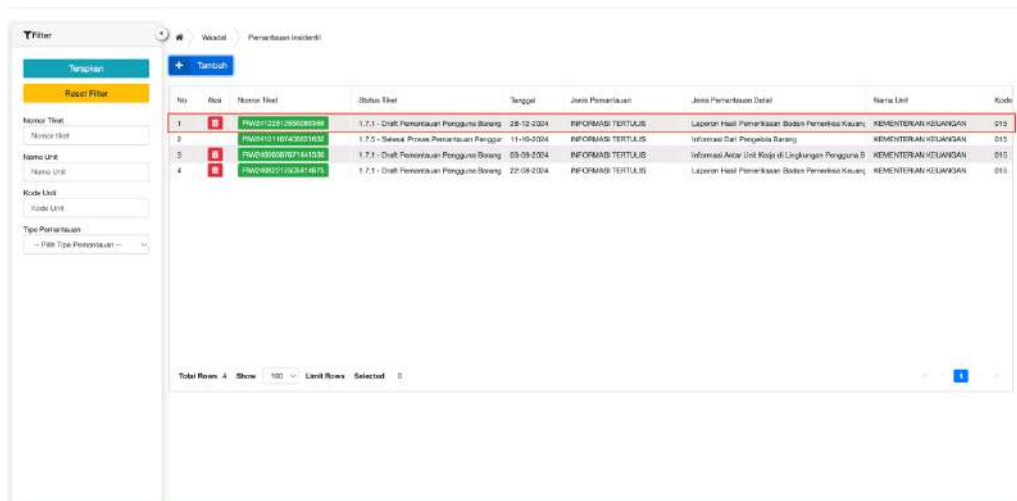 Filter
Terapkan
Reset Filter
Nomor Tiket
Nomor tiket
Nama Unit
Nama Unit
Kode Unit
Kode Unit
Tipe Pemantauan
-- Pilih Tipe Pemantauan --
Wasdal Pemantauan Insidentil
+ Tambah
No Aksi Nomor Tiket Status Tiket Tanggal Jenis Pemantauan Jenis Pemantauan Detail Nama Unit Kode
1 1.7.1 - Draft Pemantauan Pengguna Barang 28-12-2024 INFORMASI TERTULIS Laporan Hasil Pemeriksaan Badan Pemeriksa Keuang KEMENTERIAN KEUANGAN 015
2 1.7.5 - Selesai Proses Pemantauan Penggur 11-10-2024 INFORMASI TERTULIS Informasi Dari Pengelola Barang KEMENTERIAN KEUANGAN 015
3 1.7.1 - Draft Pemantauan Pengguna Barang 03-09-2024 INFORMASI TERTULIS Informasi Antar Unit Kerja di Lingkungan Pengguna B KEMENTERIAN KEUANGAN 015
4 1.7.1 - Draft Pemantauan Pengguna Barang 22-08-2024 INFORMASI TERTULIS Laporan Hasil Pemeriksaan Badan Pemeriksa Keuang KEMENTERIAN KEUANGAN 015
Total Rows 4 Show 100 Limit Rows Selected 0
1